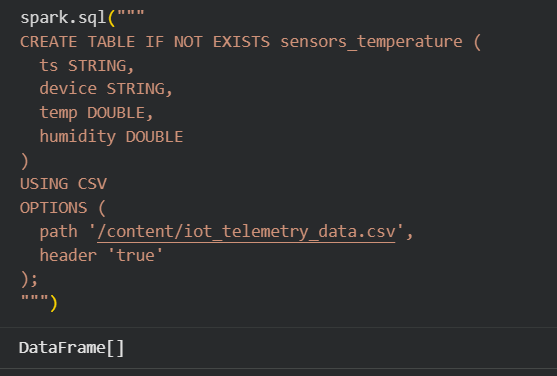 spark.sql("""
CREATE TABLE IF NOT EXISTS sensors_temperature (
  ts STRING,
  device STRING,
  temp DOUBLE,
  humidity DOUBLE
)
USING CSV
OPTIONS (
  path '/content/iot_telemetry_data.csv',
  header 'true'
);
""")
DataFrame[]